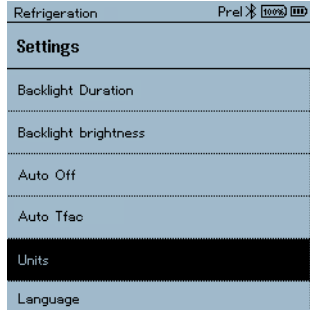 Refrigeration Prel 100%
Settings
Backlight Duration
Backlight brightness
Auto Off
Auto Tfac
Units
Language